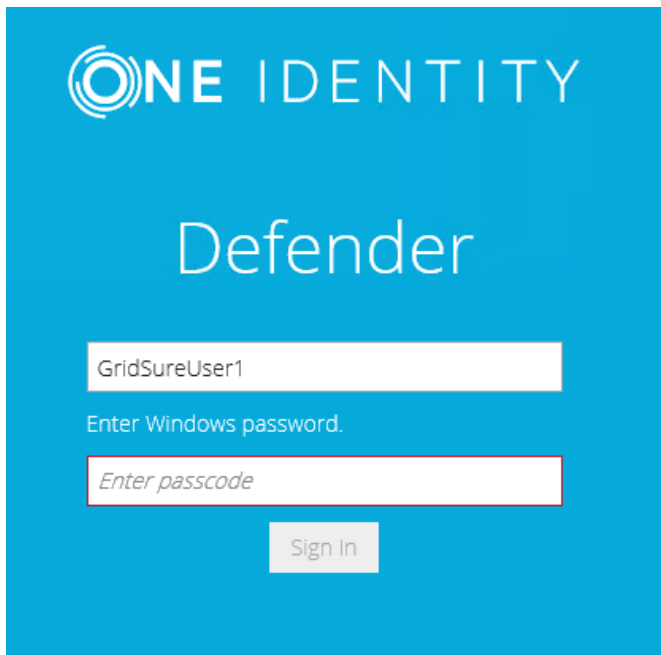 ONE IDENTITY
Defender
GridSureUser1
Enter Windows password.
Enter passcode
Sign In